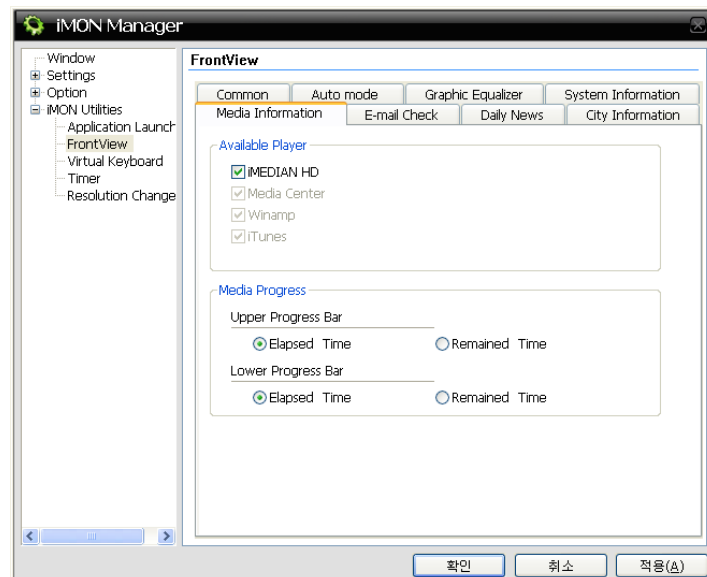 iMON Manager
Window
Settings
Option
iMON Utilities
Application Launch
FrontView
Virtual Keyboard
Timer
Resolution Change
FrontView
Common Auto mode Graphic Equalizer System Information
Media Information E-mail Check Daily News City Information
Available Player
iMEDIAN HD
Media Center
Winamp
iTunes
Media Progress
Upper Progress Bar
Elapsed Time Remained Time
Lower Progress Bar
Elapsed Time Remained Time
확인 취소 적용(A)